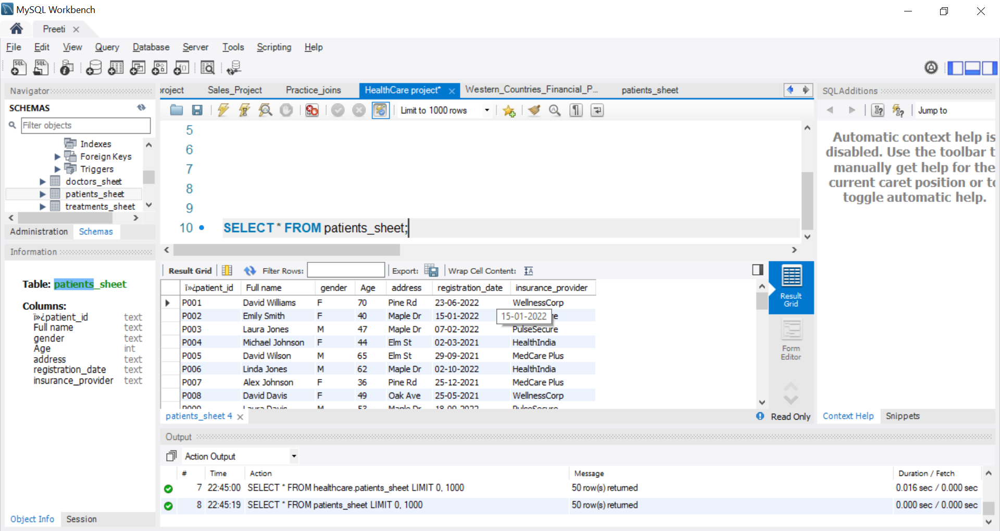 MySQL Workbench
Preeti
File Edit View Query Database Server Tools Scripting Help
Navigator
SCHEMAS
Filter objects
Indexes
Foreign Keys
Triggers
doctors_sheet
patients_sheet
treatments_sheet
Administration Schemas
Information
Table: patients_sheet
Columns:
ï»¿patient_id text
Full name text
gender text
Age int
address text
registration_date text
insurance_provider text
Object Info Session
roject Sales_Project Practice_joins HealthCare project* Western_Countries_Financial_P... patients_sheet
Limit to 1000 rows
5
6
7
8
9
10 SELECT * FROM patients_sheet;
Result Grid Filter Rows: Export: Wrap Cell Content:
ï»¿patient_id Full name gender Age address registration_date insurance_provider
P001 David Williams F 70 Pine Rd 23-06-2022 WellnessCorp
P002 Emily Smith F 40 Maple Dr 15-01-2022 15-01-2022 e
P003 Laura Jones M 47 Maple Dr 07-02-2022 PulseSecure
P004 Michael Johnson F 44 Elm St 02-03-2021 HealthIndia
P005 David Wilson M 65 Elm St 29-09-2021 MedCare Plus
P006 Linda Jones M 62 Maple Dr 02-10-2022 HealthIndia
P007 Alex Johnson F 36 Pine Rd 25-12-2021 MedCare Plus
P008 David Davis F 49 Oak Ave 25-05-2021 WellnessCorp
P009 Laura Davis M 53 Maple Dr 18-09-2022 PulseSecure
Result Grid
Form Editor
patients_sheet 4
Read Only
SQLAdditions
Jump to
Automatic context help is
disabled. Use the toolbar t
manually get help for the
current caret position or to
toggle automatic help.
Context Help Snippets
Output
Action Output
# Time Action Message Duration / Fetch
7 22:45:00 SELECT * FROM healthcare.patients_sheet LIMIT 0, 1000 50 row(s) returned 0.016 sec / 0.000 sec
8 22:45:19 SELECT * FROM patients_sheet LIMIT 0, 1000 50 row(s) returned 0.000 sec / 0.000 sec